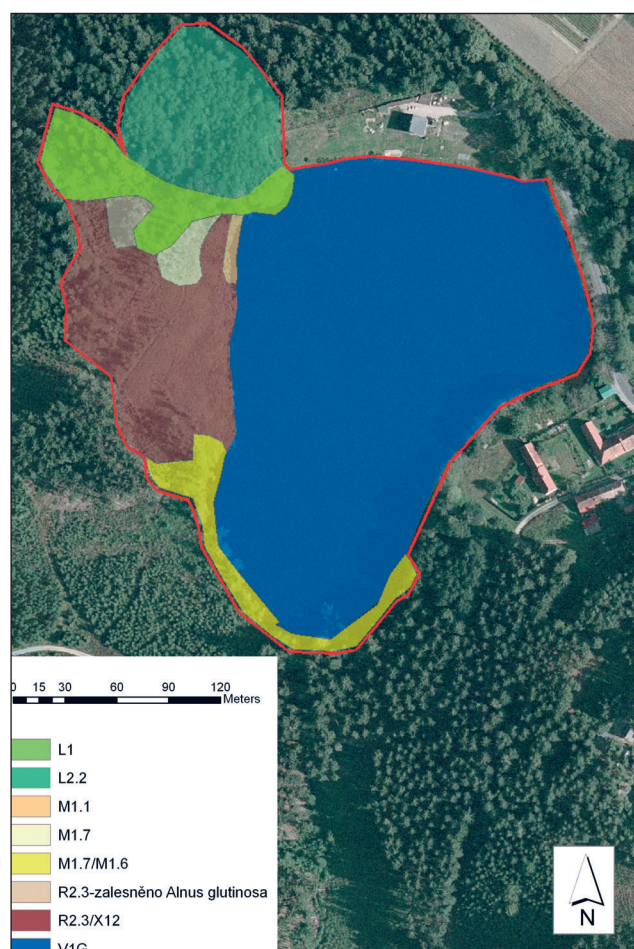 0 15 30 60 90 120
Meters
L1
L2.2
M1.1
M1.7
M1.7/M1.6
R2.3-zalesněno Alnus glutinosa
R2.3/X12
V1G
N